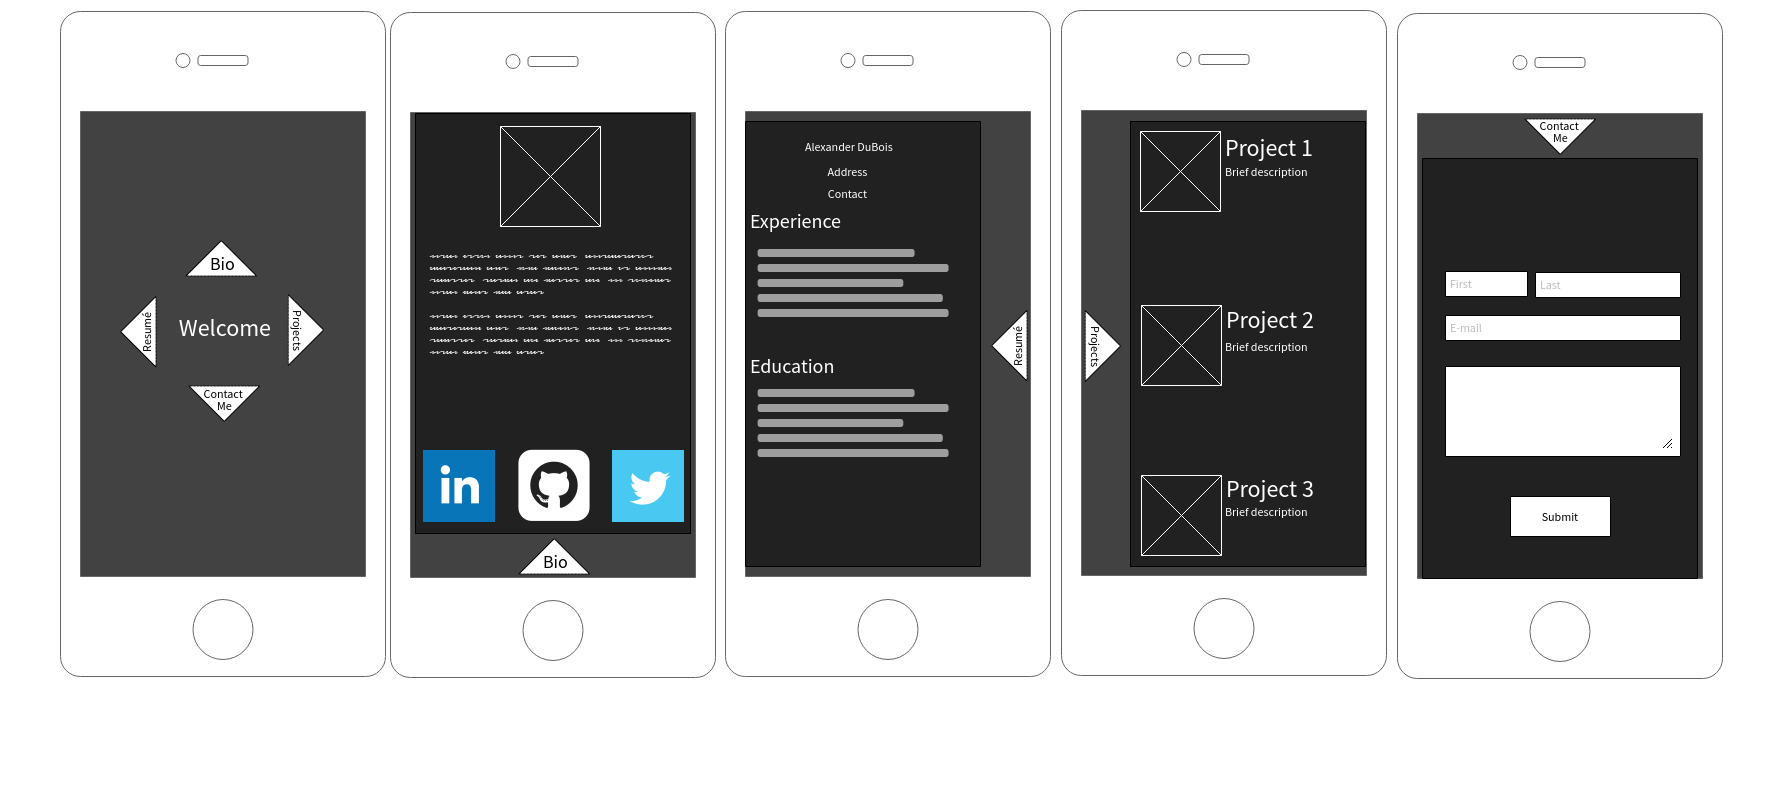 Bio
Resumé
Welcome
Projects
Contact
Me
in
Bio
Alexander DuBois
Address
Contact
Experience
Education
Resumé
Project 1
Brief description
Projects
Project 2
Brief description
Project 3
Brief description
Contact
Me
First
Last
E-mail
Submit